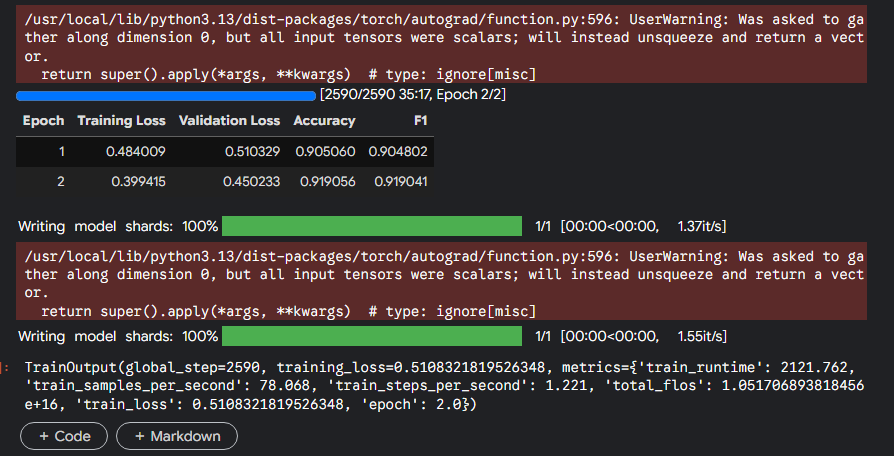 /usr/local/lib/python3.13/dist-packages/torch/autograd/function.py:596: UserWarning: Was asked to ga
ther along dimension 0, but all input tensors were scalars; will instead unsqueeze and return a vect
or.
  return super().apply(*args, **kwargs)  # type: ignore[misc]
[2590/2590 35:17, Epoch 2/2]
Epoch Training Loss Validation Loss Accuracy F1
1 0.484009 0.510329 0.905060 0.904802
2 0.399415 0.450233 0.919056 0.919041
Writing model shards: 100% 1/1 [00:00<00:00, 1.37it/s]
/usr/local/lib/python3.13/dist-packages/torch/autograd/function.py:596: UserWarning: Was asked to ga
ther along dimension 0, but all input tensors were scalars; will instead unsqueeze and return a vect
or.
  return super().apply(*args, **kwargs)  # type: ignore[misc]
Writing model shards: 100% 1/1 [00:00<00:00, 1.55it/s]
TrainOutput(global_step=2590, training_loss=0.5108321819526348, metrics={'train_runtime': 2121.762,
'train_samples_per_second': 78.068, 'train_steps_per_second': 1.221, 'total_flos': 1.051706893818456
e+16, 'train_loss': 0.5108321819526348, 'epoch': 2.0})
+ Code + Markdown